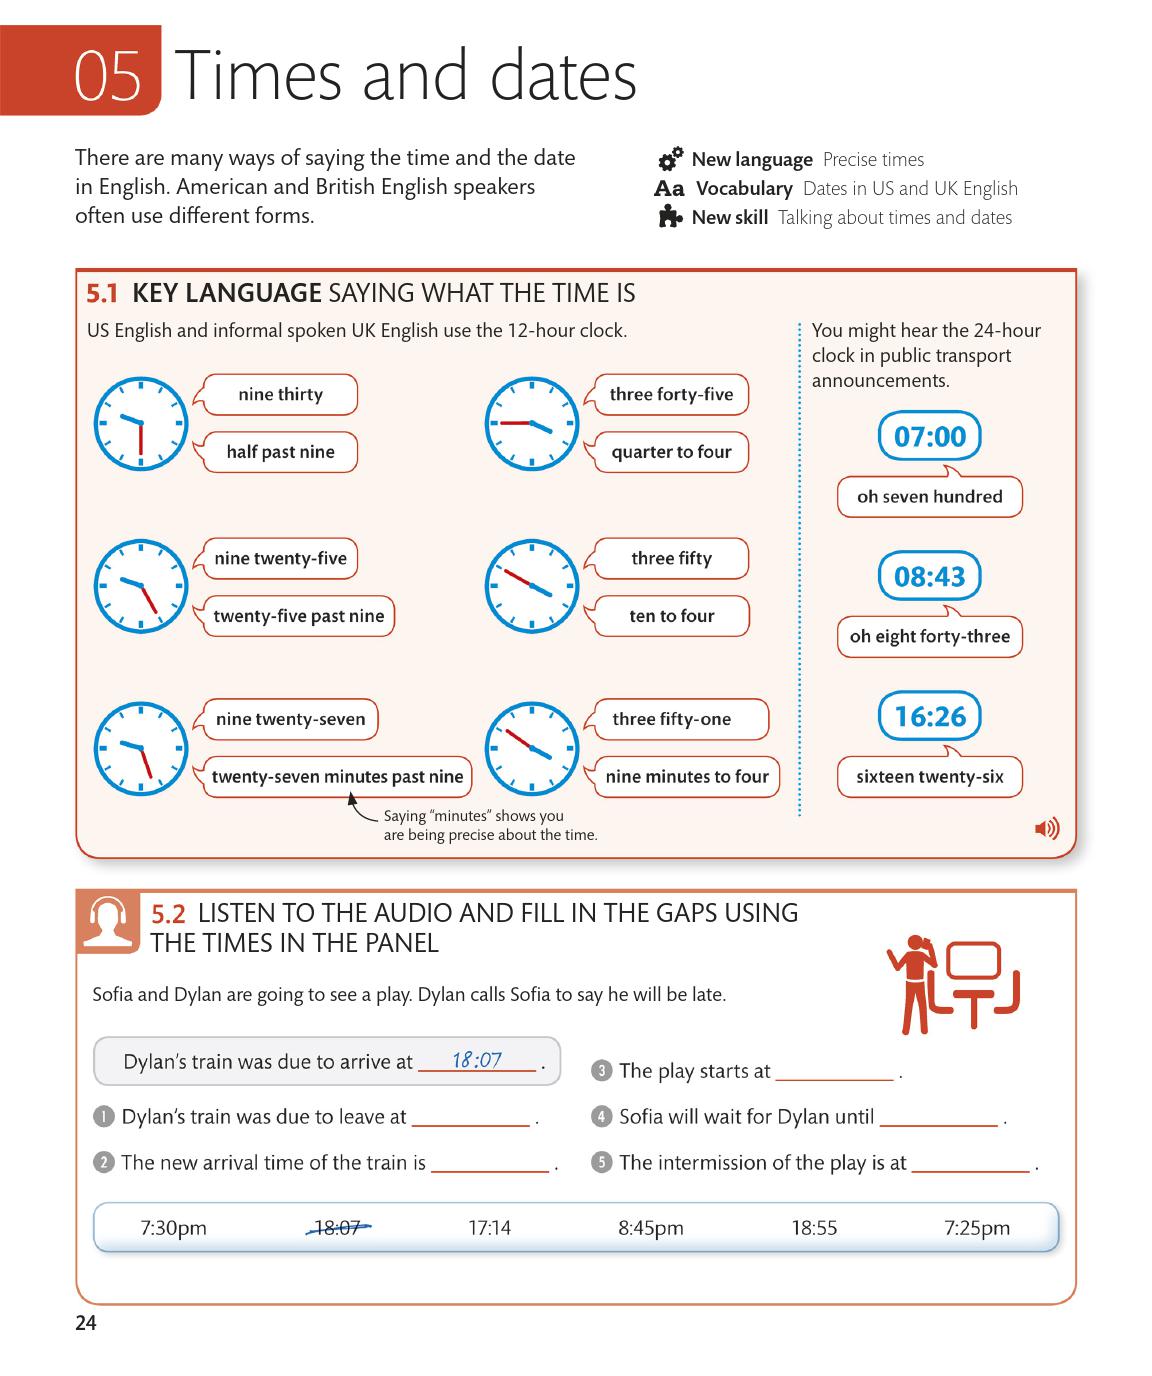 05 Times and dates
There are many ways of saying the time and the date
in English. American and British English speakers
often use different forms.
New language Precise times
Aa Vocabulary Dates in US and UK English
New skill Talking about times and dates
5.1 KEY LANGUAGE SAYING WHAT THE TIME IS
US English and informal spoken UK English use the 12-hour clock.
nine thirty
half past nine
three forty-five
quarter to four
nine twenty-five
twenty-five past nine
three fifty
ten to four
nine twenty-seven
twenty-seven minutes past nine
three fifty-one
nine minutes to four
Saying "minutes" shows you
are being precise about the time.
You might hear the 24-hour
clock in public transport
announcements.
07:00
oh seven hundred
08:43
oh eight forty-three
16:26
sixteen twenty-six
5.2 LISTEN TO THE AUDIO AND FILL IN THE GAPS USING
THE TIMES IN THE PANEL
Sofia and Dylan are going to see a play. Dylan calls Sofia to say he will be late.
Dylan's train was due to arrive at 18:07 .
1 Dylan's train was due to leave at ____________ .
2 The new arrival time of the train is ____________ .
3 The play starts at ____________ .
4 Sofia will wait for Dylan until ____________ .
5 The intermission of the play is at ____________ .
7:30pm 18:07 17:14 8:45pm 18:55 7:25pm
24